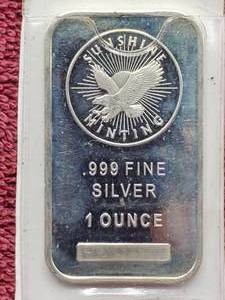 SUNSHINE
MINTING
.999 FINE
SILVER
1 OUNCE